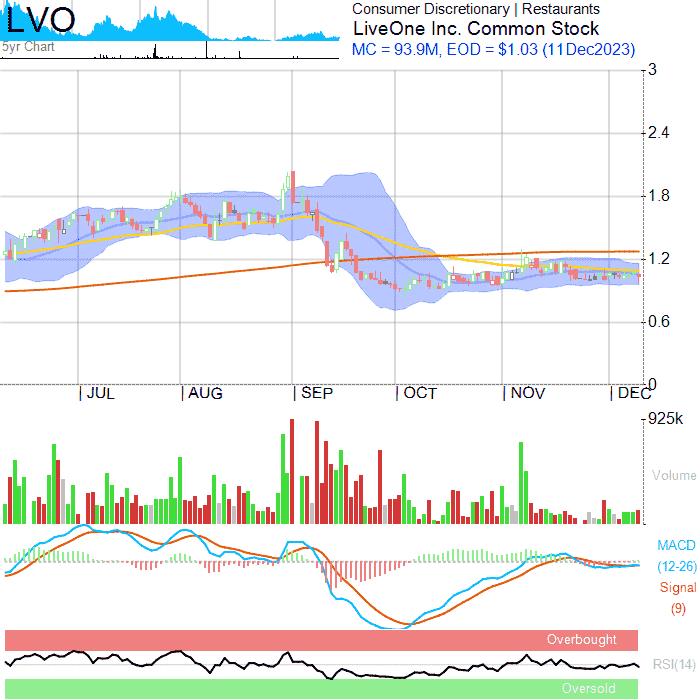 LVO
5yr Chart
Consumer Discretionary | Restaurants
LiveOne Inc. Common Stock
MC = 93.9M, EOD = $1.03 (11Dec2023)
3
2.4
1.8
1.2
0.6
0
| JUL | AUG | SEP | OCT | NOV | DEC
925k
Volume
MACD
(12-26)
Signal
(9)
Overbought
RSI(14)
Oversold